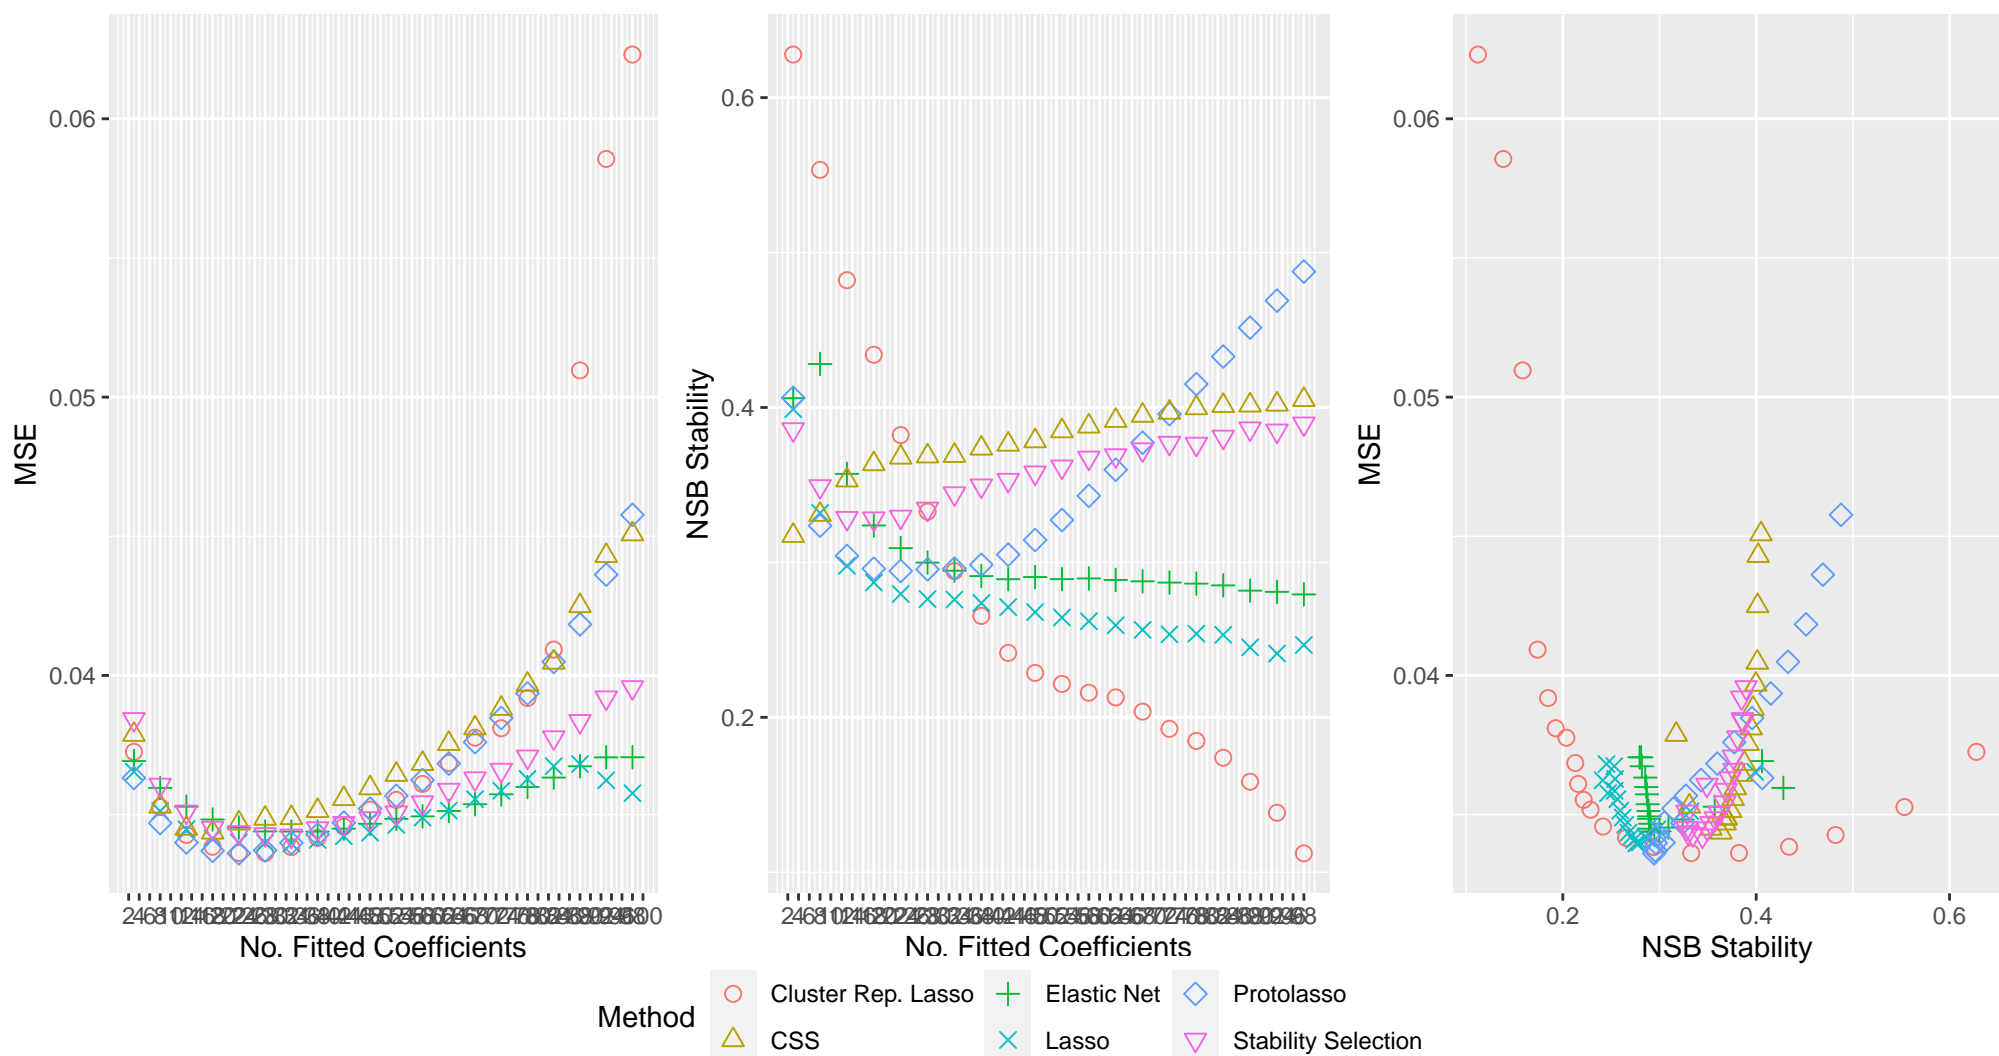 MSE
0.06
0.05
0.04
No. Fitted Coefficients
NSB Stability
0.6
0.4
0.2
No. Fitted Coefficients
MSE
0.06
0.05
0.04
0.2
0.4
0.6
NSB Stability
Method
Cluster Rep. Lasso
CSS
Elastic Net
Lasso
Protolasso
Stability Selection